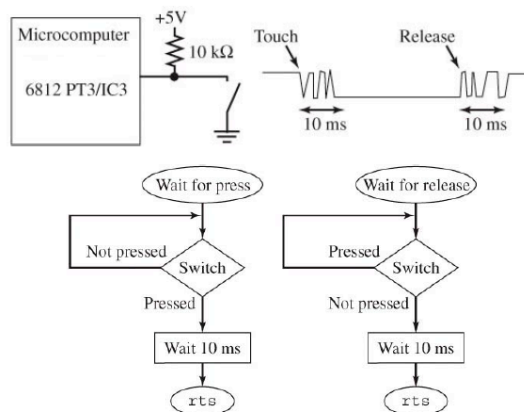 +5V
Microcomputer
10 kΩ
6812 PT3/IC3
Touch
Release
10 ms
10 ms
Wait for press
Not pressed
Switch
Pressed
Wait 10 ms
rts
Wait for release
Pressed
Switch
Not pressed
Wait 10 ms
rts